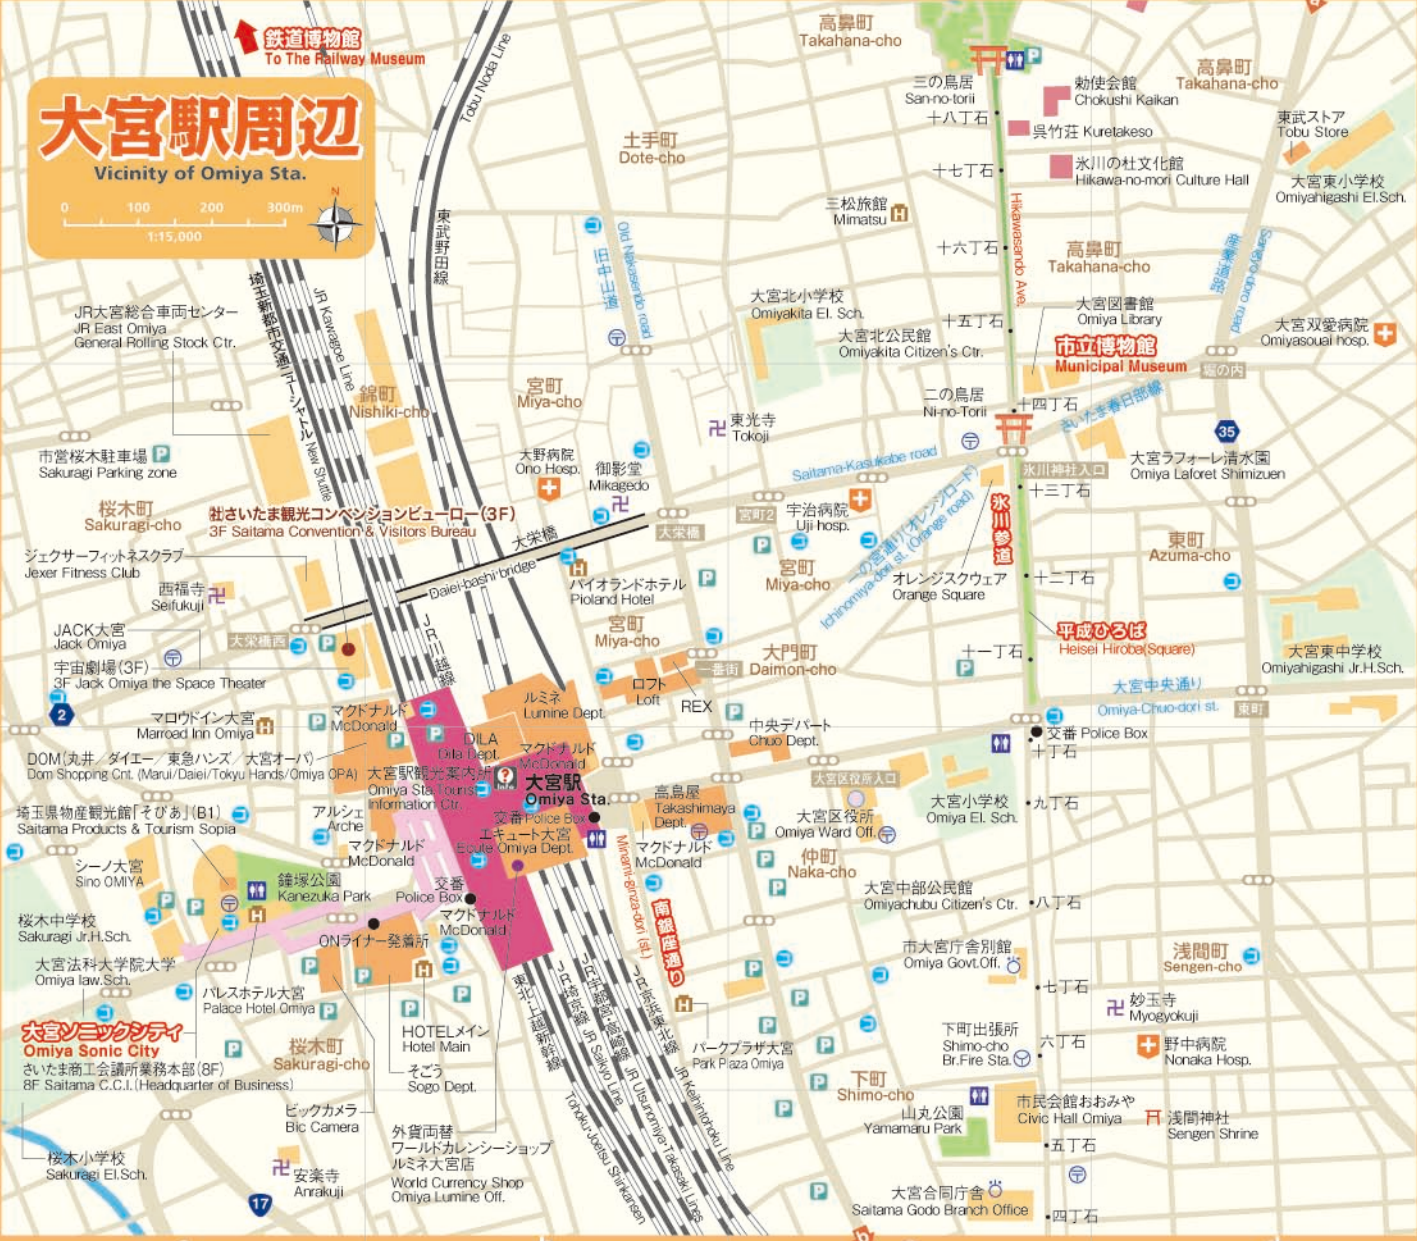 鉄道博物館
To The Railway Museum
大宮駅周辺
Vicinity of Omiya Sta.
N
0 100 200 300m
1:15,000
Tobu Noda Line
東武野田線
高鼻町
Takahana-cho
三の鳥居
San-no-torii
十八丁石
勅使会館
Chokushi Kaikan
高鼻町
Takahana-cho
呉竹荘 Kuretakeso
東武ストア
Tobu Store
土手町
Dote-cho
十七丁石
氷川の杜文化館
Hikawa-no-mori Culture Hall
大宮東小学校
Omiyahigashi El.Sch.
三松旅館
Mimatsu
Hikawasando Ave.
十六丁石
高鼻町
Takahana-cho
産業道路
Sangyo-doro road
旧中山道
Old Nakasendo road
埼玉新都市交通ニューシャトル New Shuttle
JR Kawagoe Line
JR大宮総合車両センター
JR East Omiya
General Rolling Stock Ctr.
大宮北小学校
Omiyakita El. Sch.
大宮北公民館
Omiyakita Citizen's Ctr.
十五丁石
大宮図書館
Omiya Library
市立博物館
Municipal Museum
大宮双愛病院
Omiyasouai hosp.
堀の内
錦町
Nishiki-cho
宮町
Miya-cho
二の鳥居
Ni-no-Torii
十四丁石
さいたま春日部線
35
東光寺
Tokoji
市営桜木駐車場
Sakuragi Parking zone
大野病院
Ono Hosp.
御影堂
Mikagedo
Saitama-Kasukabe road
氷川神社入口
大宮ラフォーレ清水園
Omiya Laforet Shimizuen
十三丁石
桜木町
Sakuragi-cho
社さいたま観光コンベンションビューロー(3F)
3F Saitama Convention & Visitors Bureau
大栄橋
Daiei-bashi-bridge
大栄橋
宮町2
宇治病院
Uji hosp.
一の宮通り(オレンジロード)
Ichinomiya-dori st. (Orange road)
氷川参道
東町
Azuma-cho
ジェクサーフィットネスクラブ
Jexer Fitness Club
西福寺
Seifukuji
パイオランドホテル
Pioland Hotel
宮町
Miya-cho
オレンジスクウェア
Orange Square
十二丁石
JACK大宮
Jack Omiya
大栄橋西
JR川越線
宇宙劇場(3F)
3F Jack Omiya the Space Theater
宮町
Miya-cho
大門町
Daimon-cho
一番街
平成ひろば
Heisei Hiroba(Square)
十一丁石
大宮東中学校
Omiyahigashi Jr.H.Sch.
2
マロウドイン大宮
Marroad Inn Omiya
マクドナルド
McDonald
ルミネ
Lumine Dept.
ロフト
Loft
REX
大宮中央通り
Omiya-Chuo-dori st.
東町
中央デパート
Chuo Dept.
交番 Police Box
十丁石
DOM(丸井／ダイエー／東急ハンズ／大宮オーパ)
Dom Shopping Cnt. (Marui/Daiei/Tokyu Hands/Omiya OPA)
DILA
Dila Dept.
マクドナルド
McDonald
大宮駅観光案内所
Omiya Sta.Tourist
Information Ctr.
大宮駅
Omiya Sta.
大宮区役所入口
埼玉県物産観光館「そぴあ」(B1)
Saitama Products & Tourism Sopia
アルシェ
Arche
交番 Police Box
高島屋
Takashimaya
Dept.
大宮区役所
Omiya Ward Off.
大宮小学校
Omiya El. Sch.
九丁石
エキュート大宮
Ecute Omiya Dept.
マクドナルド
McDonald
マクドナルド
McDonald
シーノ大宮
Sino OMIYA
鐘塚公園
Kanezuka Park
交番
Police Box
Minami-ginza-dori (st.)
南銀座通り
仲町
Naka-cho
大宮中部公民館
Omiyachubu Citizen's Ctr.
八丁石
桜木中学校
Sakuragi Jr.H.Sch.
マクドナルド
McDonald
ONライナー発着所
大宮法科大学院大学
Omiya law.Sch.
パレスホテル大宮
Palace Hotel Omiya
市大宮庁舎別館
Omiya Govt.Off.
浅間町
Sengen-cho
七丁石
妙玉寺
Myogyokuji
大宮ソニックシティ
Omiya Sonic City
さいたま商工会議所業務本部(8F)
8F Saitama C.C.I. (Headquarter of Business)
桜木町
Sakuragi-cho
HOTELメイン
Hotel Main
そごう
Sogo Dept.
東北・上越新幹線
JR埼京線
JR宇都宮・高崎線
JR京浜東北線
JR Saikyo Line
JR Utsunomiya・Takasaki Lines
JR Keihintohoku Line
Tohoku・Joetsu Shinkansen
パークプラザ大宮
Park Plaza Omiya
下町出張所
Shimo-cho
Br.Fire Sta.
六丁石
野中病院
Nonaka Hosp.
下町
Shimo-cho
山丸公園
Yamamaru Park
市民会館おおみや
Civic Hall Omiya
浅間神社
Sengen Shrine
五丁石
ビックカメラ
Bic Camera
外貨両替
ワールドカレンシーショップ
ルミネ大宮店
World Currency Shop
Omiya Lumine Off.
桜木小学校
Sakuragi El.Sch.
安楽寺
Anrakuji
17
大宮合同庁舎
Saitama Godo Branch Office
四丁石